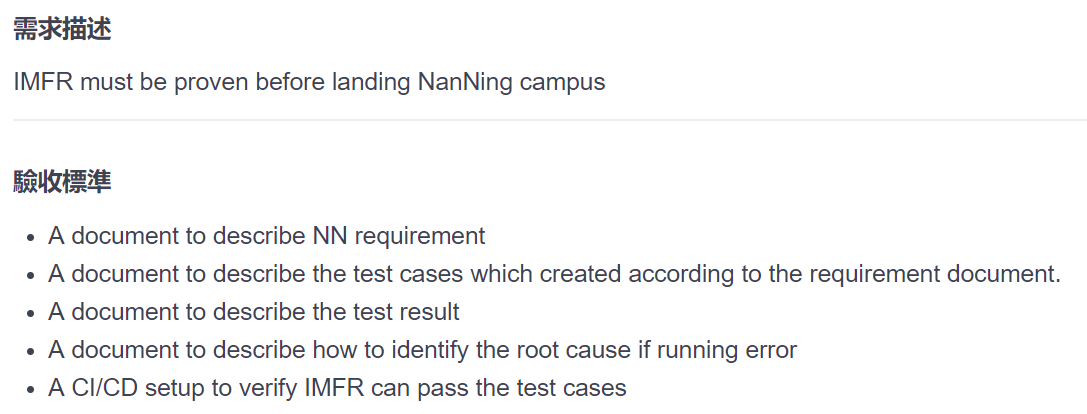 需求描述
IMFR must be proven before landing NanNing campus
驗收標準
• A document to describe NN requirement
• A document to describe the test cases which created according to the requirement document.
• A document to describe the test result
• A document to describe how to identify the root cause if running error
• A CI/CD setup to verify IMFR can pass the test cases